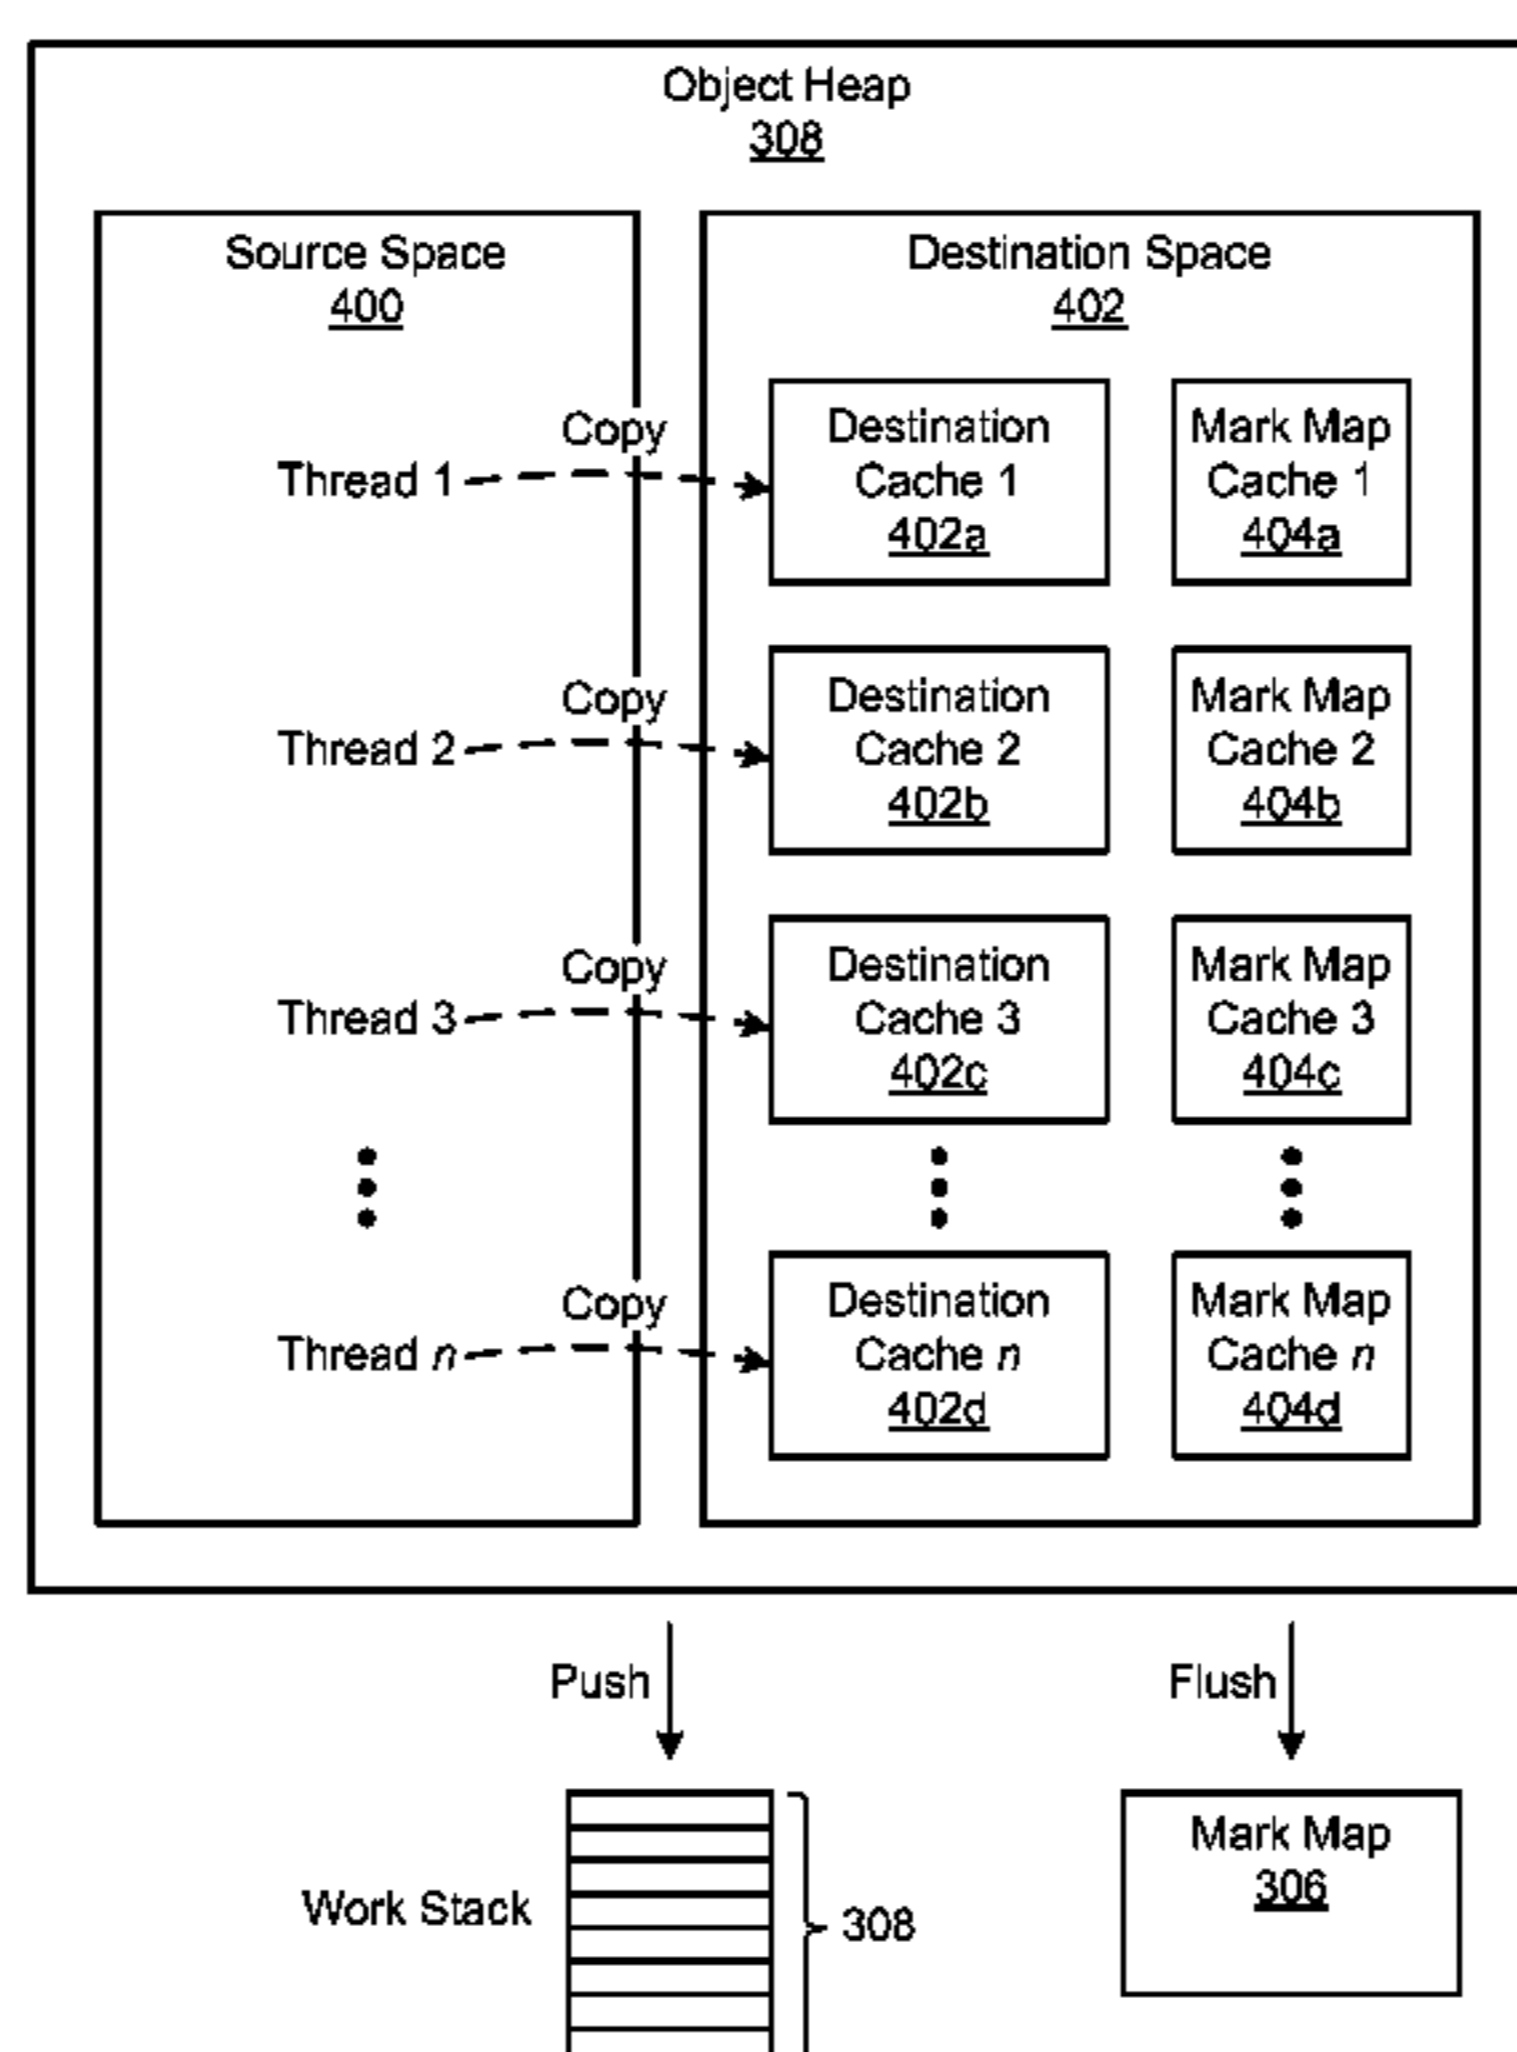 Object Heap
308
Source Space
400
Destination Space
402
Copy
Thread 1
Destination
Cache 1
402a
Mark Map
Cache 1
404a
Copy
Thread 2
Destination
Cache 2
402b
Mark Map
Cache 2
404b
Copy
Thread 3
Destination
Cache 3
402c
Mark Map
Cache 3
404c
Copy
Thread n
Destination
Cache n
402d
Mark Map
Cache n
404d
Push
Flush
Work Stack
308
Mark Map
306